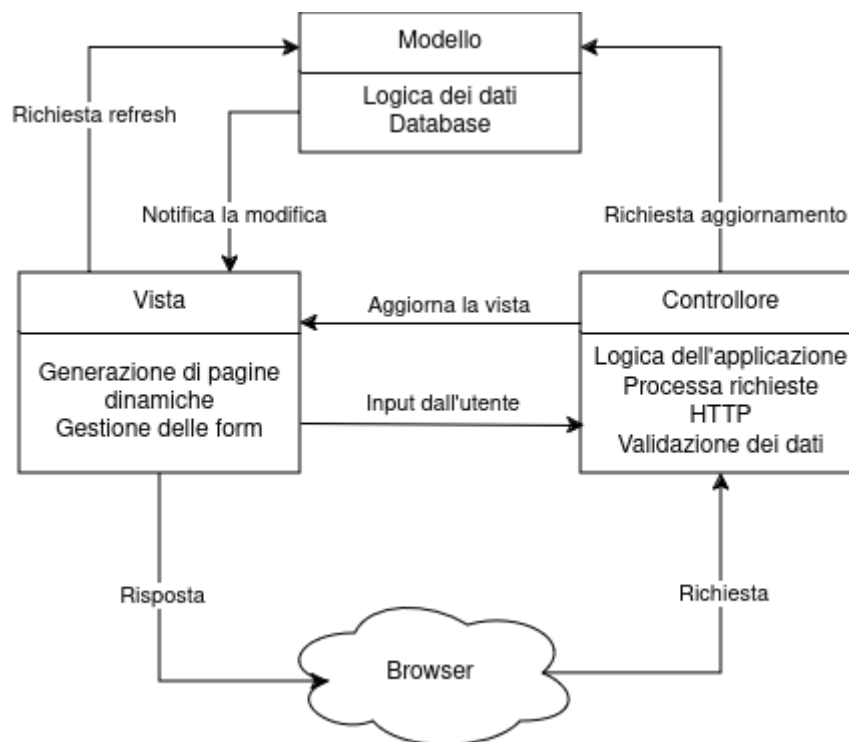 Modello
Logica dei dati
Database
Richiesta refresh
Notifica la modifica
Richiesta aggiornamento
Vista
Aggiorna la vista
Controllore
Generazione di pagine
dinamiche
Gestione delle form
Input dall'utente
Logica dell'applicazione
Processa richieste
HTTP
Validazione dei dati
Risposta
Richiesta
Browser